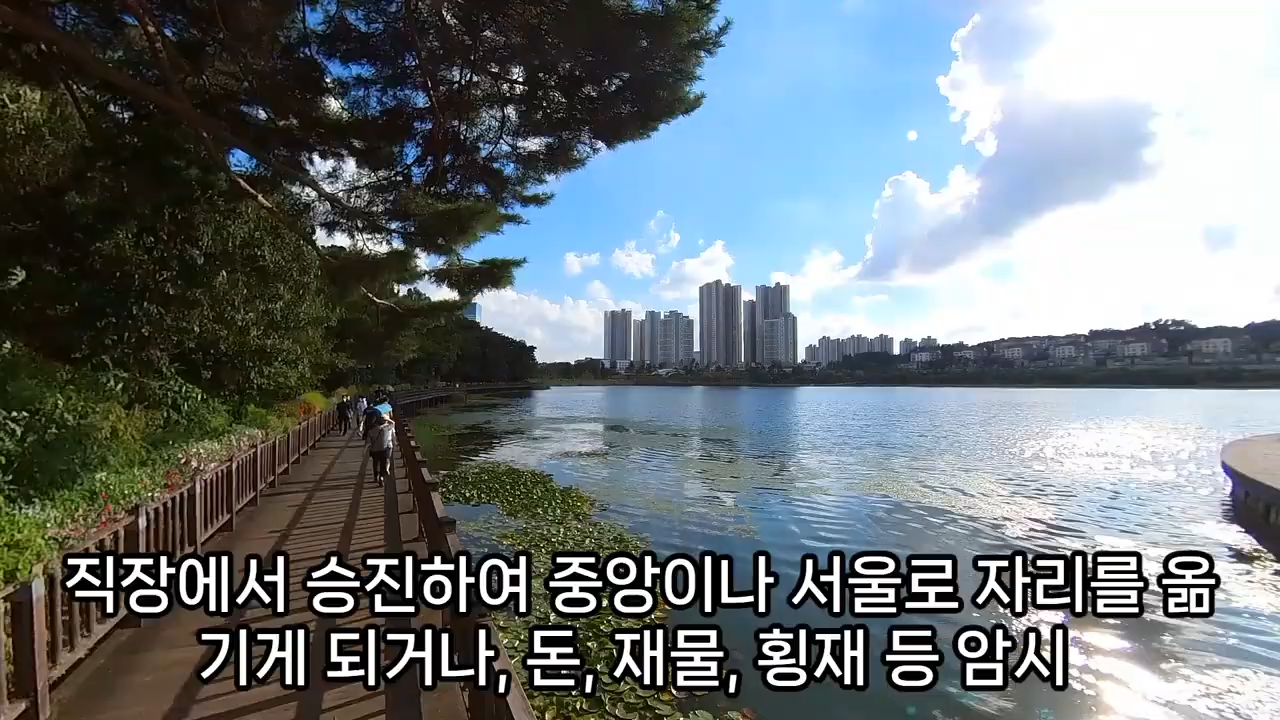 직장에서 승진하여 중앙이나 서울로 자리를 옮
기게 되거나, 돈, 재물, 횡재 등 암시